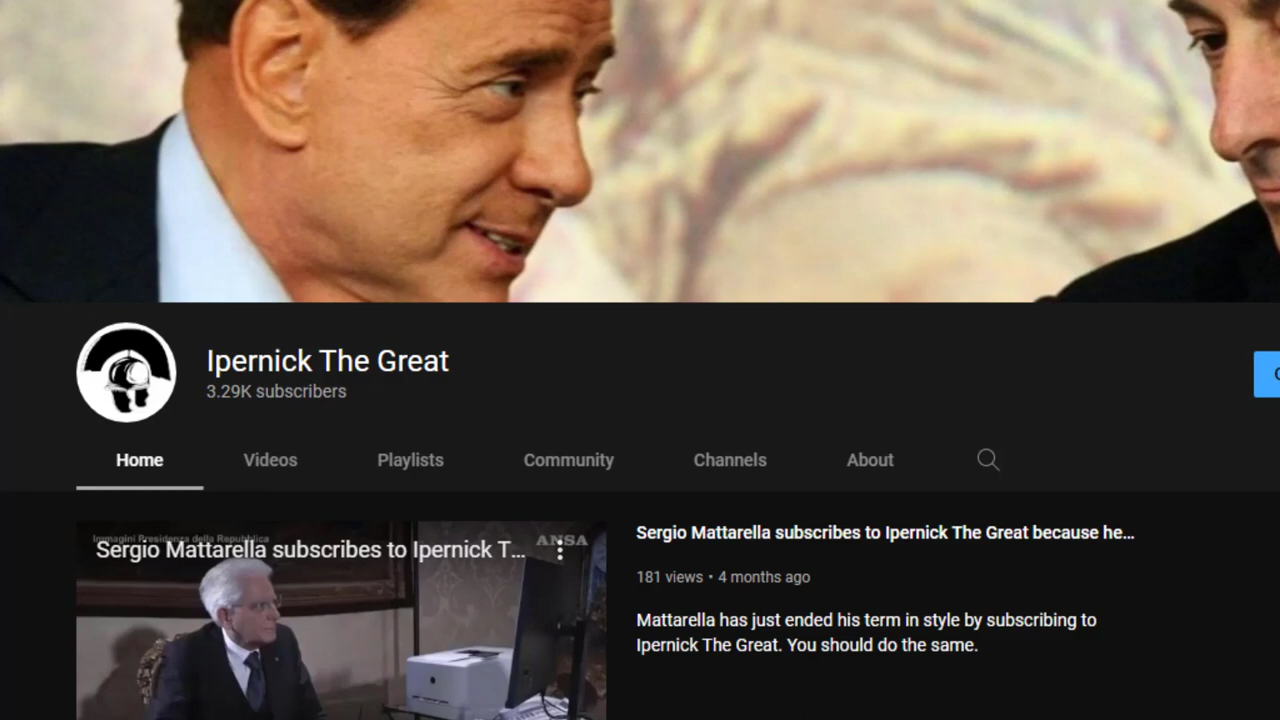 Ipernick The Great
3.29K subscribers
Home Videos Playlists Community Channels About
Immagini Presidenza della Repubblica
ANSA
Sergio Mattarella subscribes to Ipernick T...
Sergio Mattarella subscribes to Ipernick The Great because he...
181 views • 4 months ago
Mattarella has just ended his term in style by subscribing to
Ipernick The Great. You should do the same.